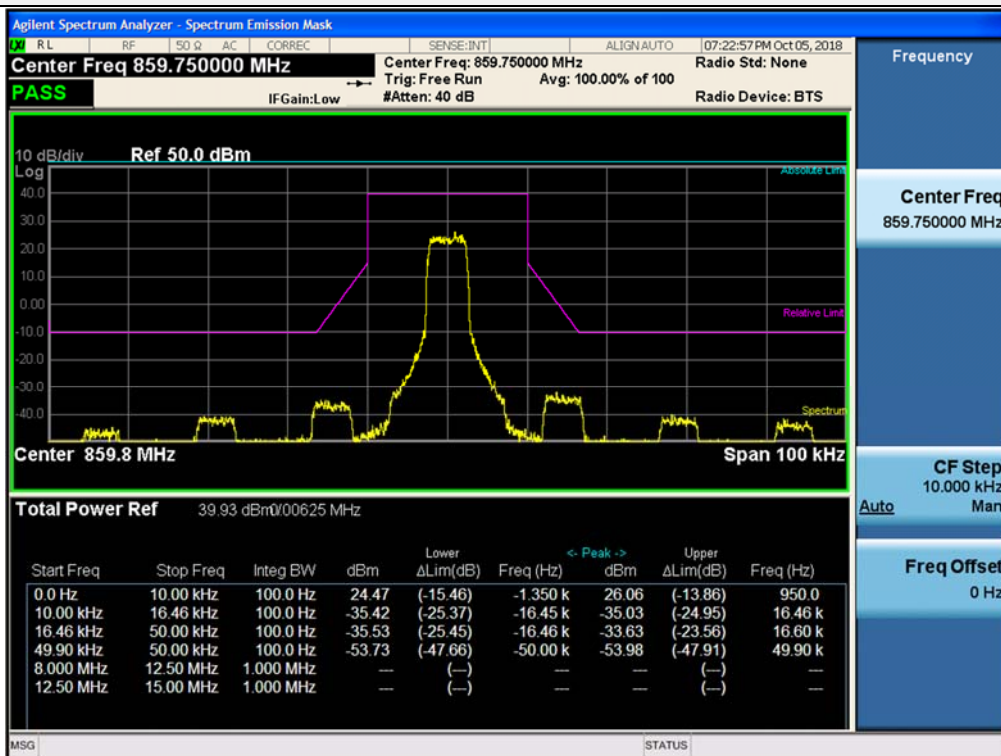 Agilent Spectrum Analyzer - Spectrum Emission Mask
LXI RL RF 50 Ω AC CORREC SENSE:INT ALIGNAUTO 07:22:57 PM Oct 05, 2018
Center Freq 859.750000 MHz Center Freq: 859.750000 MHz Radio Std: None
Trig: Free Run Avg: 100.00% of 100
PASS IFGain:Low #Atten: 40 dB Radio Device: BTS
10 dB/div Ref 50.0 dBm
Log
Absolute Limit
40.0
30.0
20.0
10.0
0.00
Relative Limit
-10.0
-20.0
-30.0
-40.0
Spectrum
Center 859.8 MHz Span 100 kHz
Total Power Ref 39.93 dBm/0.00625 MHz
Lower <- Peak -> Upper
Start Freq Stop Freq Integ BW dBm ΔLim(dB) Freq (Hz) dBm ΔLim(dB) Freq (Hz)
0.0 Hz 10.00 kHz 100.0 Hz 24.47 (-15.46) -1.350 k 26.06 (-13.86) 950.0
10.00 kHz 16.46 kHz 100.0 Hz -35.42 (-25.37) -16.45 k -35.03 (-24.95) 16.46 k
16.46 kHz 50.00 kHz 100.0 Hz -35.53 (-25.45) -16.46 k -33.63 (-23.56) 16.60 k
49.90 kHz 50.00 kHz 100.0 Hz -53.73 (-47.66) -50.00 k -53.98 (-47.91) 49.90 k
8.000 MHz 12.50 MHz 1.000 MHz --- (---) --- --- (---) ---
12.50 MHz 15.00 MHz 1.000 MHz --- (---) --- --- (---) ---
MSG STATUS
Frequency
Center Freq
859.750000 MHz
CF Step
10.000 kHz
Auto Man
Freq Offset
0 Hz